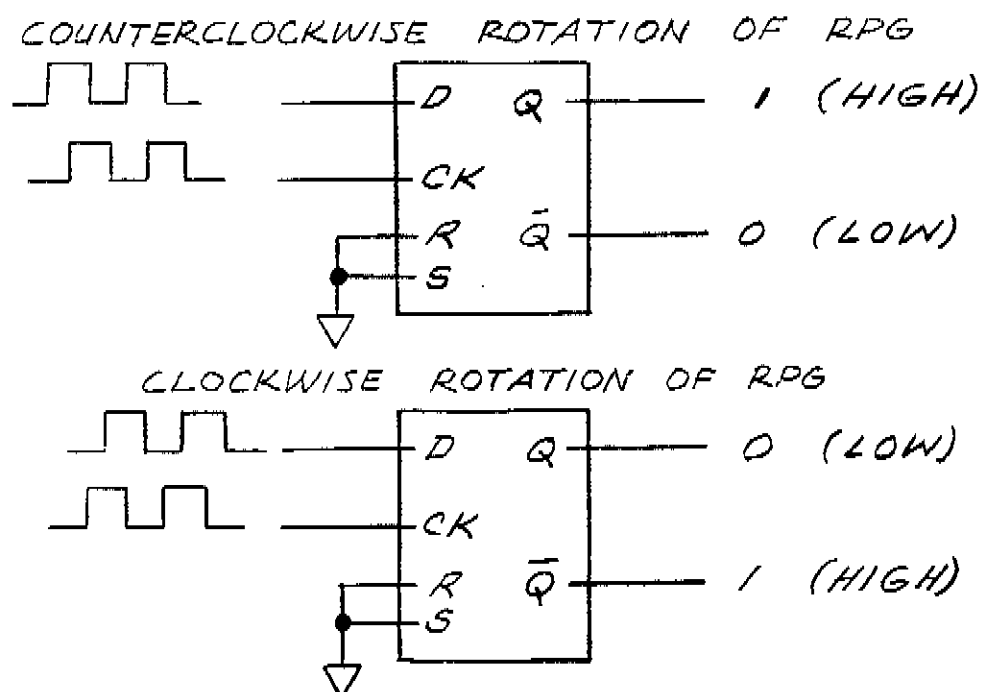 COUNTERCLOCKWISE ROTATION OF RPG
D Q 1 (HIGH)
CK
R Q̄ 0 (LOW)
S
CLOCKWISE ROTATION OF RPG
D Q 0 (LOW)
CK
R Q̄ 1 (HIGH)
S